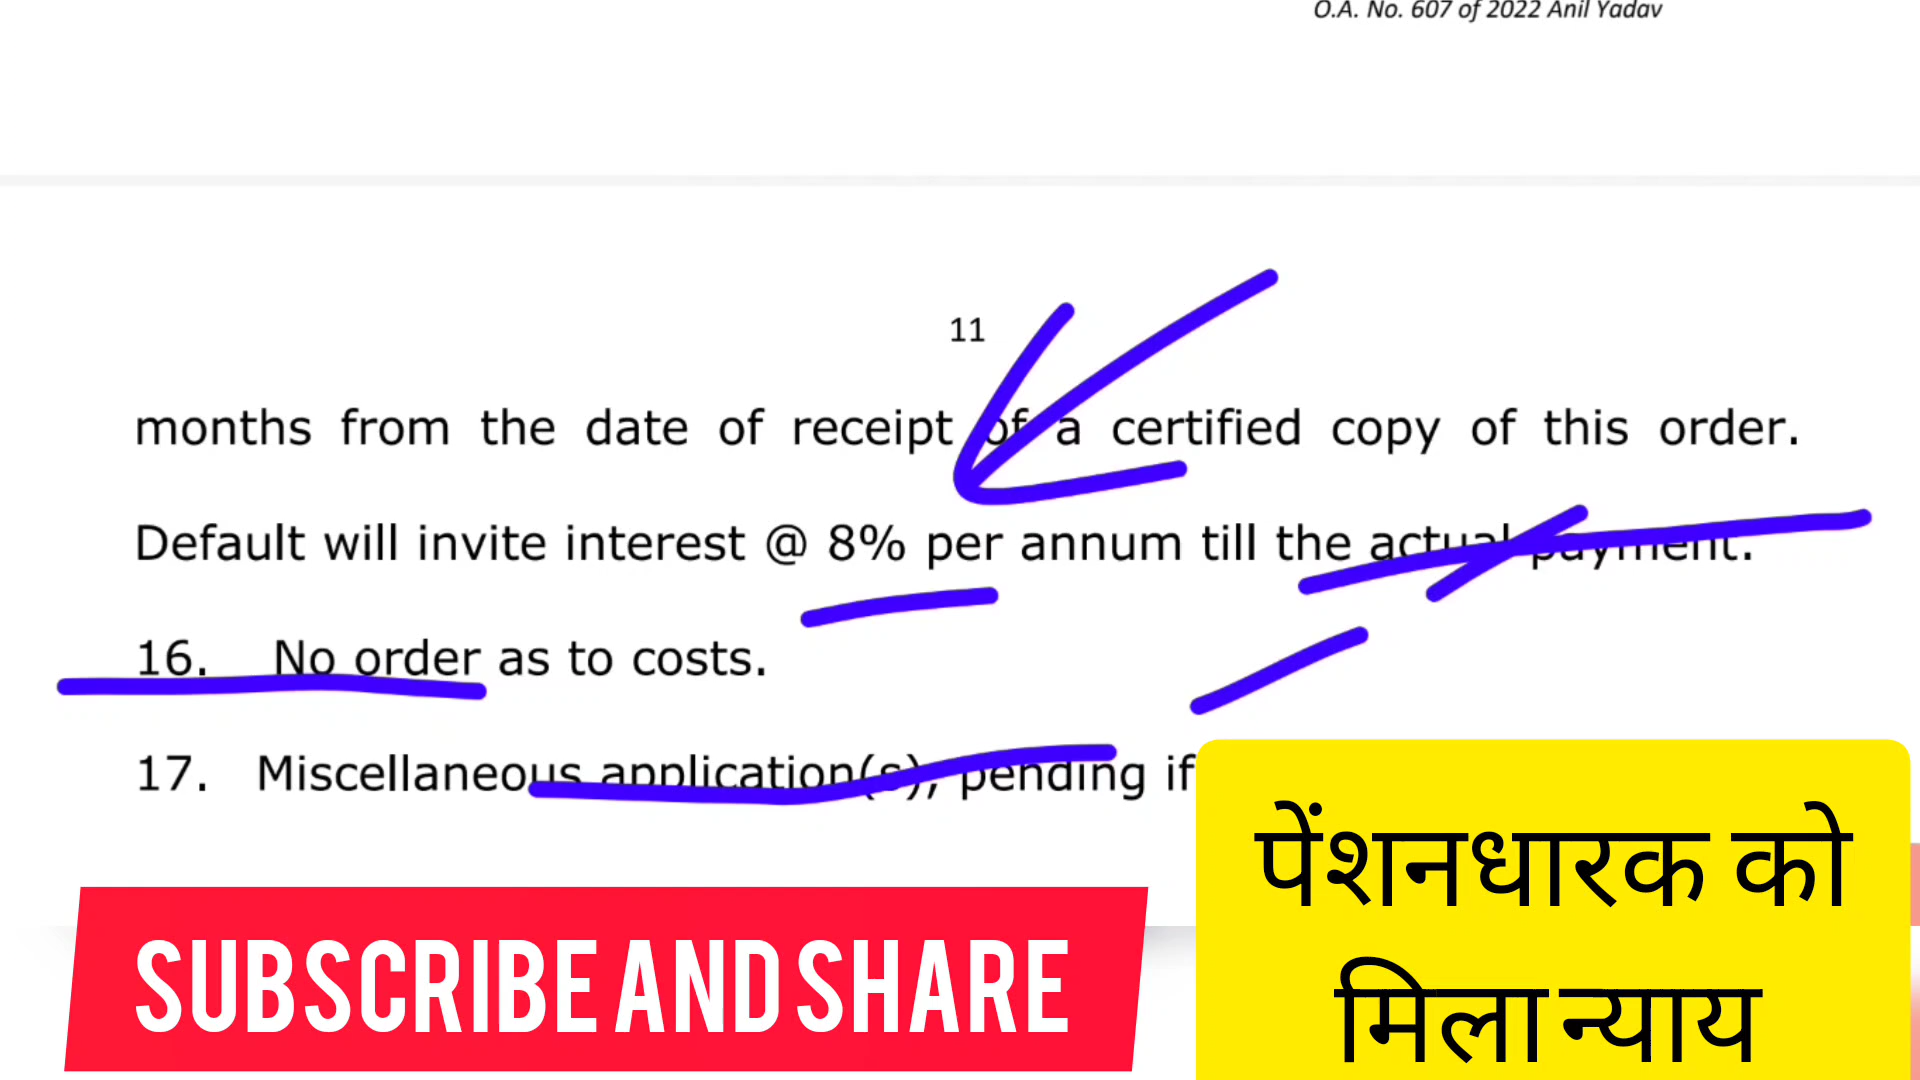 O.A. No. 607 of 2022 Anil Yadav
11
months from the date of receipt of a certified copy of this order.
Default will invite interest @ 8% per annum till the actual payment.
16. No order as to costs.
17. Miscellaneous application(s), pending if
पेंशनधारक को
मिला न्याय
SUBSCRIBE AND SHARE